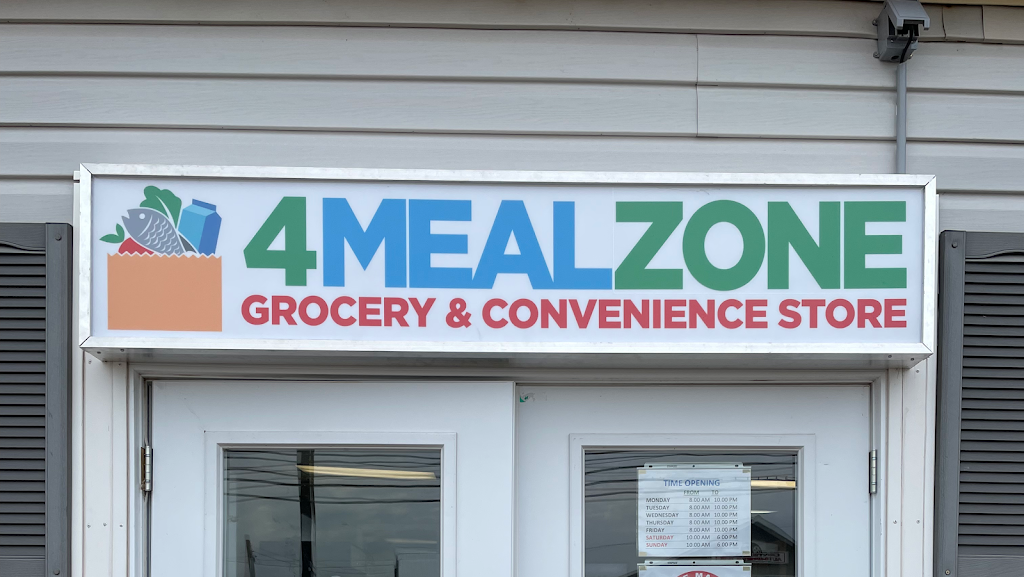 4MEALZONE
GROCERY & CONVENIENCE STORE
TIME OPENING
FROM TO
MONDAY 8.00 AM 10.00 PM
TUESDAY 8.00 AM 10.00 PM
WEDNESDAY 8.00 AM 10.00 PM
THURSDAY 8.00 AM 10.00 PM
FRIDAY 8.00 AM 10.00 PM
SATURDAY 10.00 AM 6:00 PM
SUNDAY 10.00 AM 6:00 PM